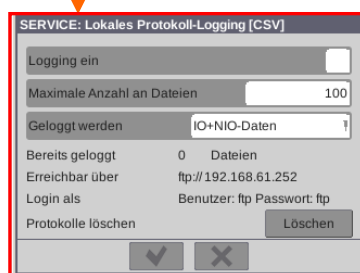 SERVICE: Lokales Protokoll-Logging [CSV]
Logging ein
Maximale Anzahl an Dateien 100
Geloggt werden IO+NIO-Daten
Bereits geloggt 0 Dateien
Erreichbar über ftp://192.168.61.252
Login als Benutzer: ftp Passwort: ftp
Protokolle löschen Löschen